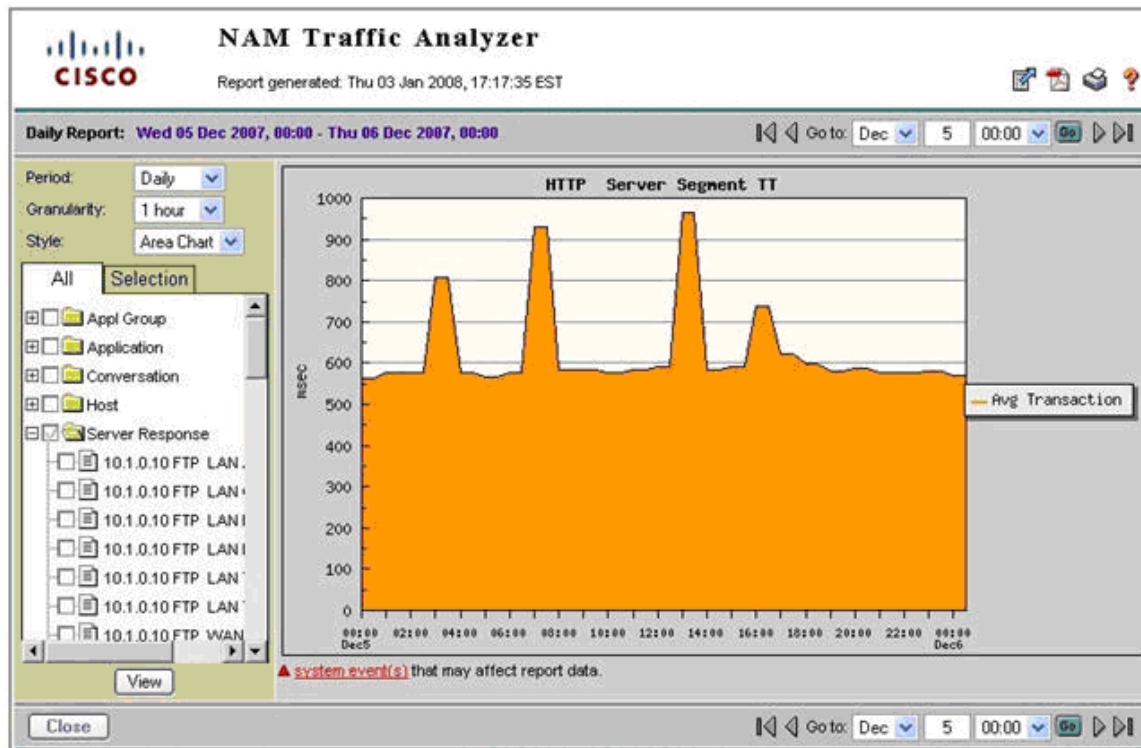 CISCO
NAM Traffic Analyzer
Report generated: Thu 03 Jan 2008, 17:17:35 EST
Daily Report: Wed 05 Dec 2007, 00:00 - Thu 06 Dec 2007, 00:00
Go to: Dec 5 00:00 Go
Period: Daily
Granularity: 1 hour
Style: Area Chart
All Selection
Appl Group
Application
Conversation
Host
Server Response
10.1.0.10 FTP LAN
10.1.0.10 FTP LAN
10.1.0.10 FTP LAN
10.1.0.10 FTP LAN
10.1.0.10 FTP LAN
10.1.0.10 FTP LAN
10.1.0.10 FTP WAN
View
HTTP Server Segment TT
1000
900
800
700
600
500
400
300
200
100
0
msec
00:00 02:00 04:00 06:00 08:00 10:00 12:00 14:00 16:00 18:00 20:00 22:00 00:00
Dec5 Dec6
Avg Transaction
system event(s) that may affect report data.
Close
Go to: Dec 5 00:00 Go